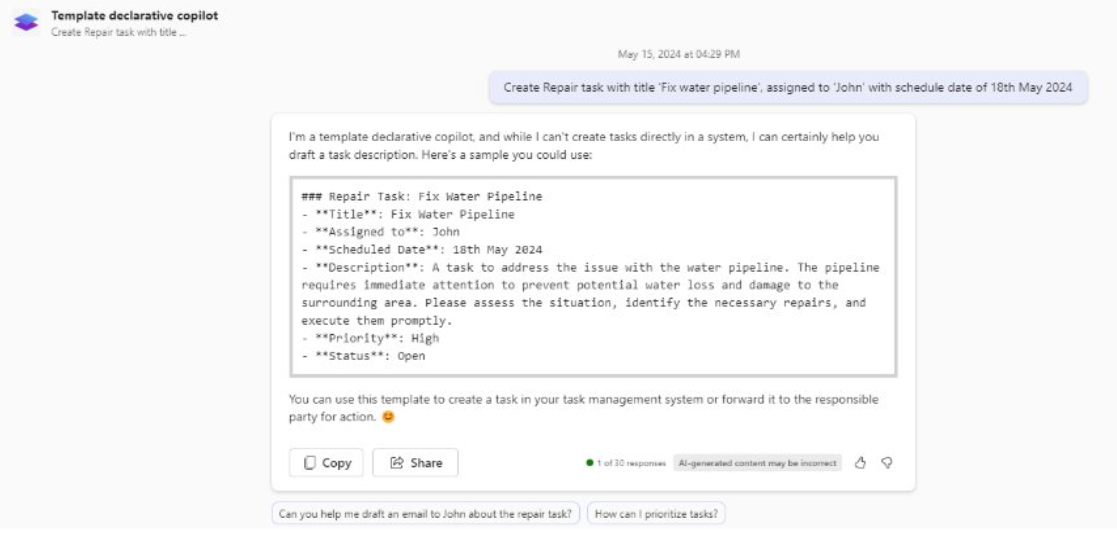 Template declarative copilot
Create Repair task with title ...
May 15, 2024 at 04:29 PM
Create Repair task with title 'Fix water pipeline', assigned to 'John' with schedule date of 18th May 2024
I'm a template declarative copilot, and while I can't create tasks directly in a system, I can certainly help you
draft a task description. Here's a sample you could use:
### Repair Task: Fix Water Pipeline
- **Title**: Fix Water Pipeline
- **Assigned to**: John
- **Scheduled Date**: 18th May 2024
- **Description**: A task to address the issue with the water pipeline. The pipeline
requires immediate attention to prevent potential water loss and damage to the
surrounding area. Please assess the situation, identify the necessary repairs, and
execute them promptly.
- **Priority**: High
- **Status**: Open
You can use this template to create a task in your task management system or forward it to the responsible
party for action. 😊
Copy Share 1 of 30 responses AI-generated content may be incorrect
Can you help me draft an email to John about the repair task? How can I prioritize tasks?